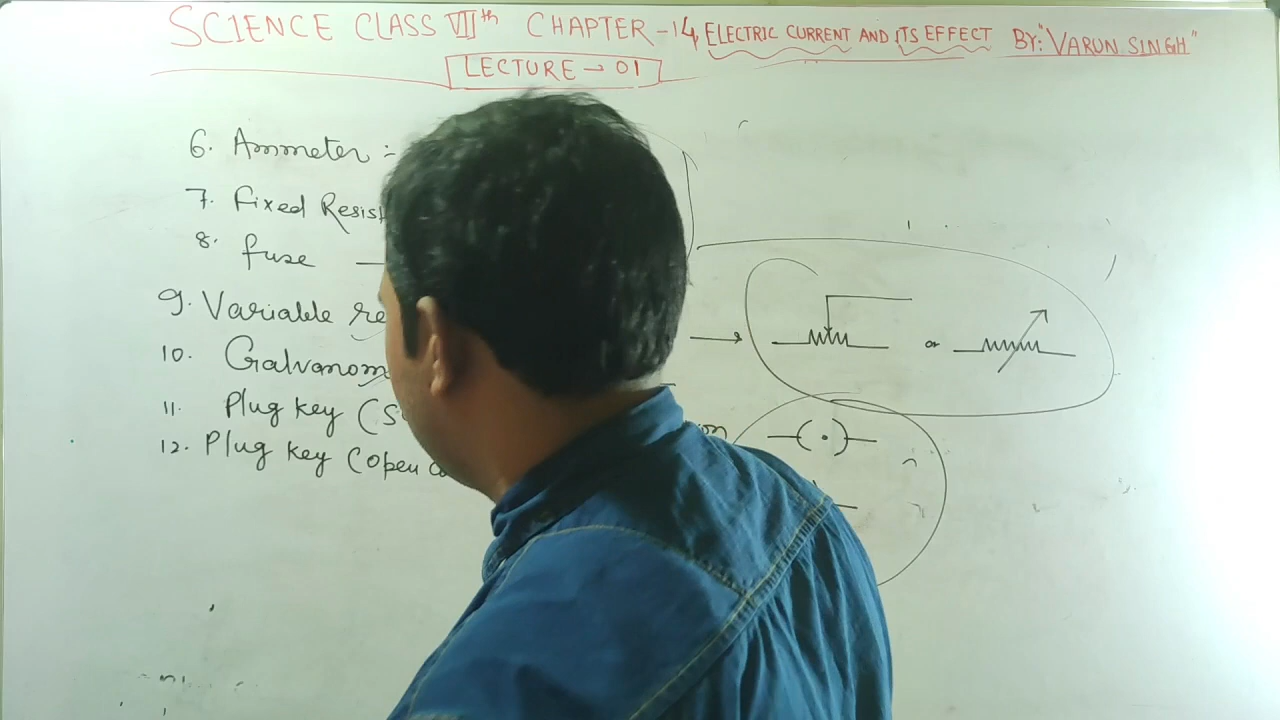 SCIENCE CLASS VIIth CHAPTER-14, ELECTRIC CURRENT AND ITS EFFECT BY:"VARUN SINGH"
LECTURE → 01
6. Ammeter :-
7. Fixed Resist
8. fuse
9. Variable re
10. Galvanom
11. Plug key (
12. Plug key (open
or